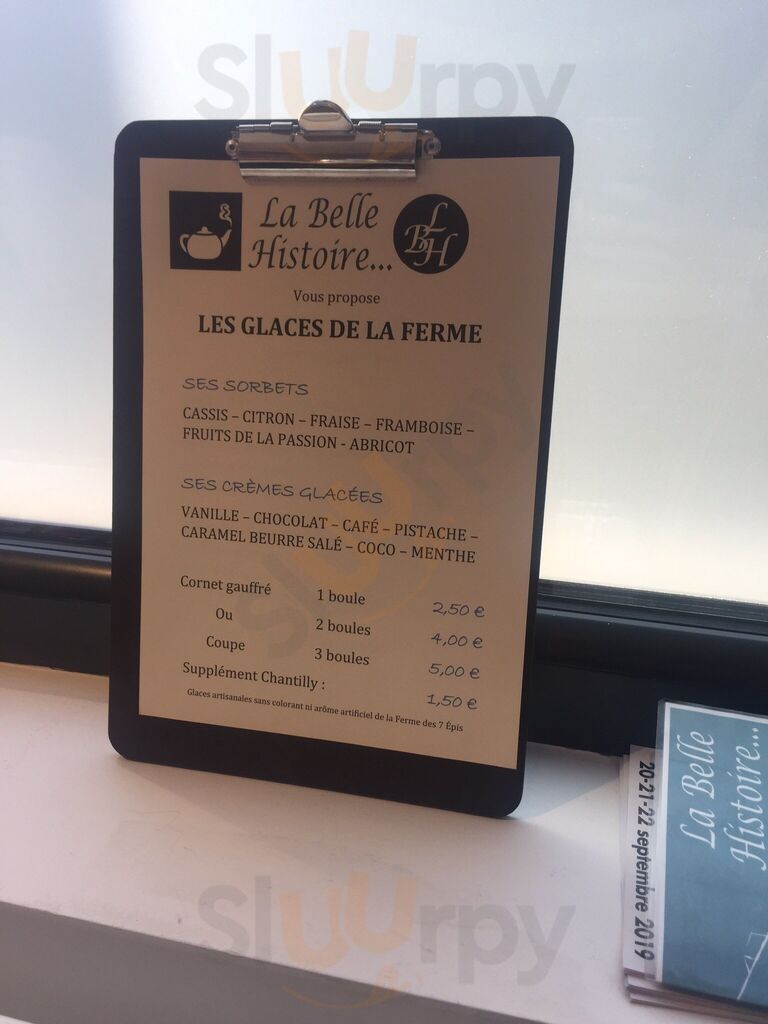 Sluurpy
La Belle
Histoire...
BLH
Vous propose
LES GLACES DE LA FERME
SES SORBETS
CASSIS – CITRON – FRAISE – FRAMBOISE –
FRUITS DE LA PASSION - ABRICOT
SES CRÈMES GLACÉES
VANILLE – CHOCOLAT – CAFÉ – PISTACHE –
CARAMEL BEURRE SALÉ – COCO – MENTHE
Cornet gauffré 1 boule 2,50 €
Ou 2 boules 4,00 €
Coupe 3 boules 5,00 €
Supplément Chantilly : 1,50 €
Glaces artisanales sans colorant ni arôme artificiel de la Ferme des 7 Épis
Sluurpy
La Belle
Histoire...
20-21-22 septembre 2019
Sluurpy